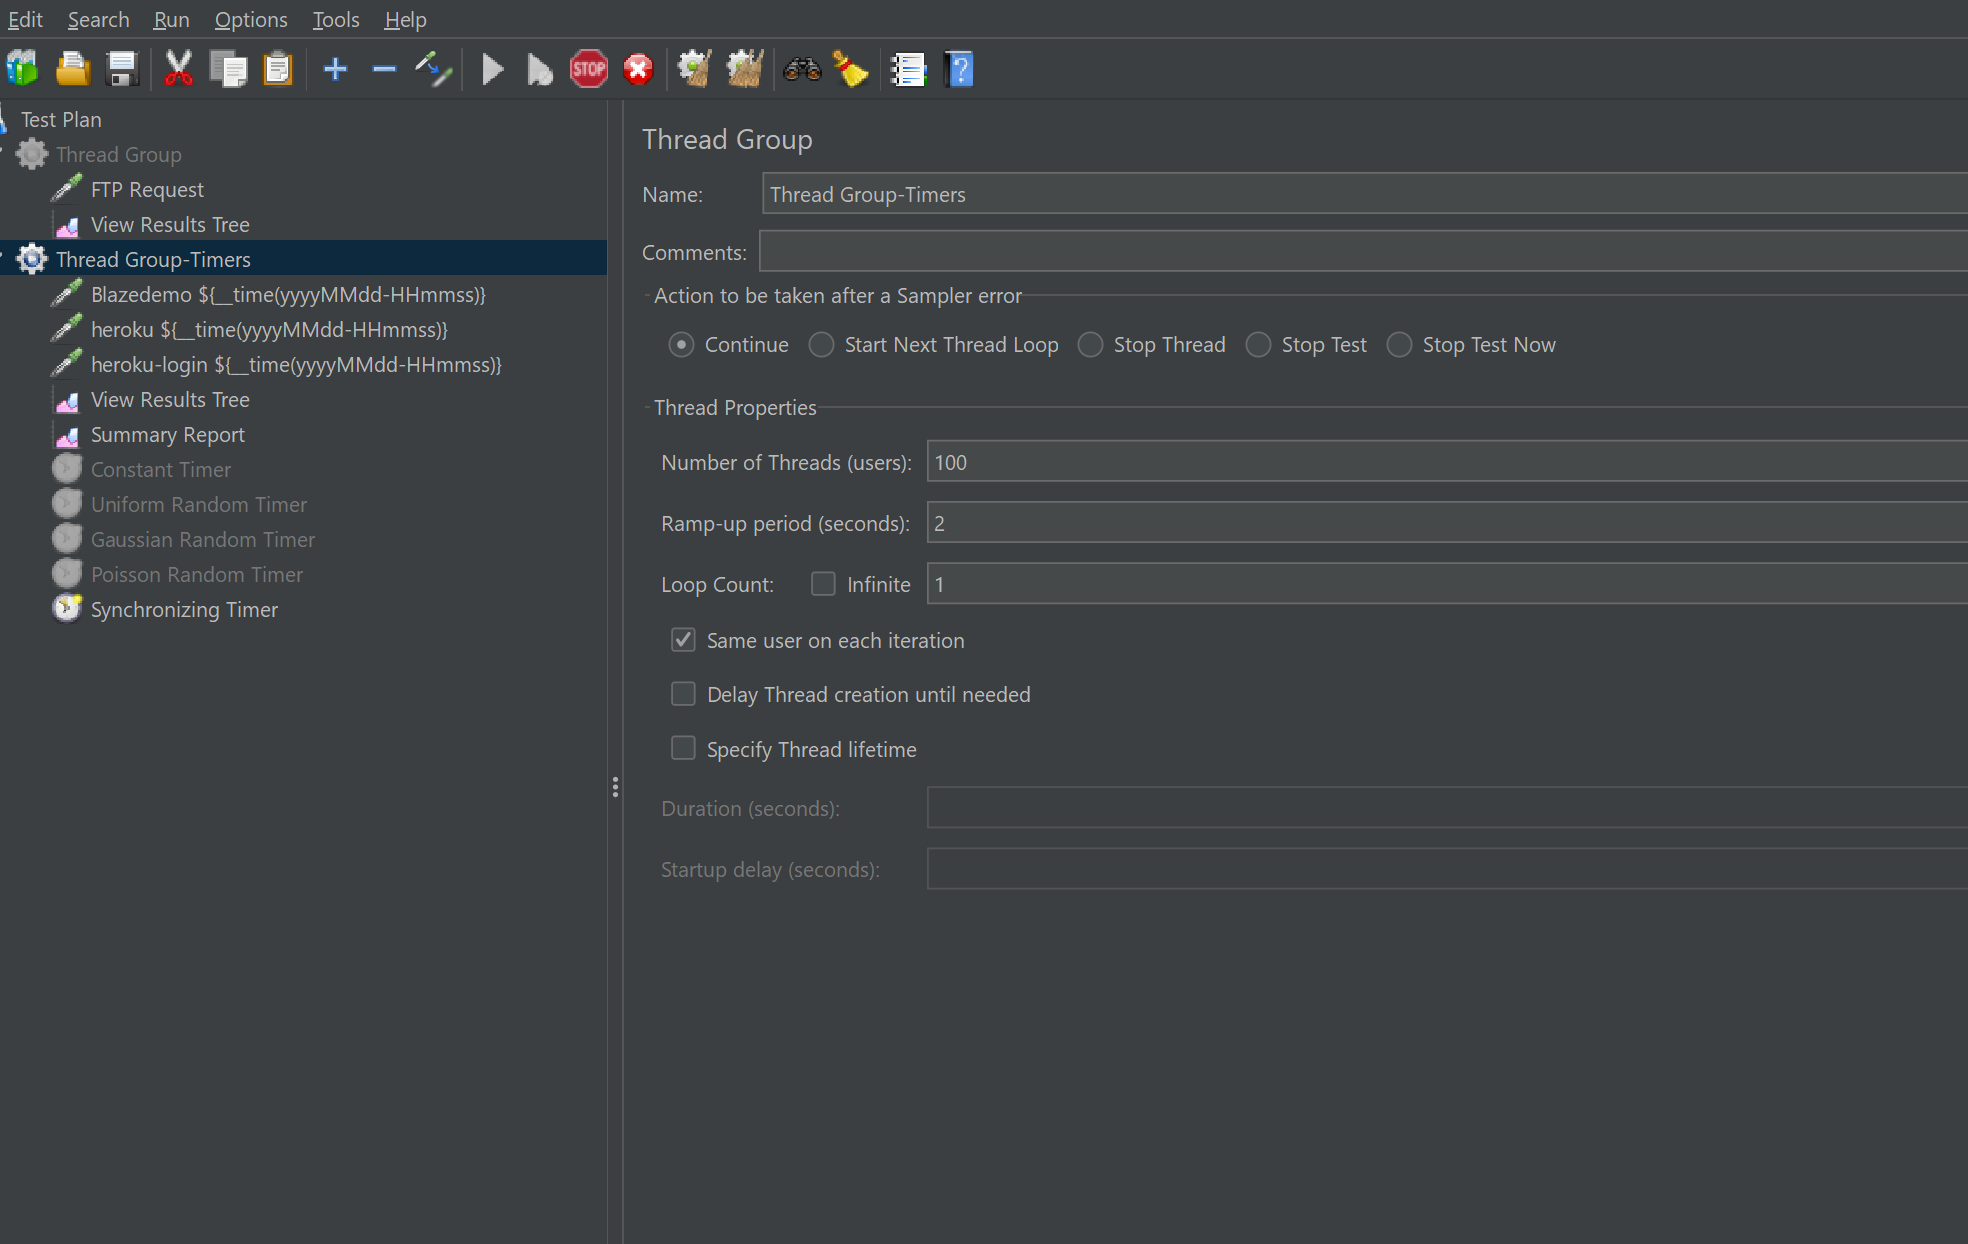 Edit Search Run Options Tools Help
STOP
Test Plan
Thread Group
FTP Request
View Results Tree
Thread Group-Timers
Blazedemo ${__time(yyyyMMdd-HHmmss)}
heroku ${__time(yyyyMMdd-HHmmss)}
heroku-login ${__time(yyyyMMdd-HHmmss)}
View Results Tree
Summary Report
Constant Timer
Uniform Random Timer
Gaussian Random Timer
Poisson Random Timer
Synchronizing Timer
Thread Group
Name: Thread Group-Timers
Comments:
Action to be taken after a Sampler error
Continue Start Next Thread Loop Stop Thread Stop Test Stop Test Now
Thread Properties
Number of Threads (users): 100
Ramp-up period (seconds): 2
Loop Count: Infinite 1
Same user on each iteration
Delay Thread creation until needed
Specify Thread lifetime
Duration (seconds):
Startup delay (seconds):